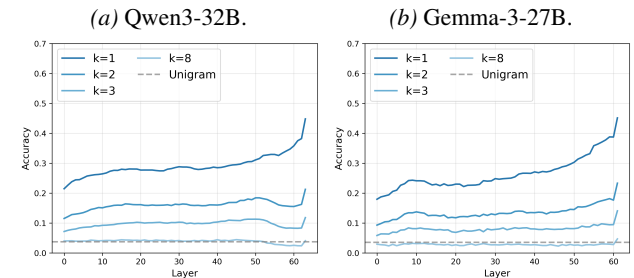 (a) Qwen3-32B.
0.7
0.6
0.5
0.4
0.3
0.2
0.1
0.0
Accuracy
k=1
k=2
k=3
k=8
Unigram
0 10 20 30 40 50 60
Layer
(b) Gemma-3-27B.
0.7
0.6
0.5
0.4
0.3
0.2
0.1
0.0
Accuracy
k=1
k=2
k=3
k=8
Unigram
0 10 20 30 40 50 60
Layer